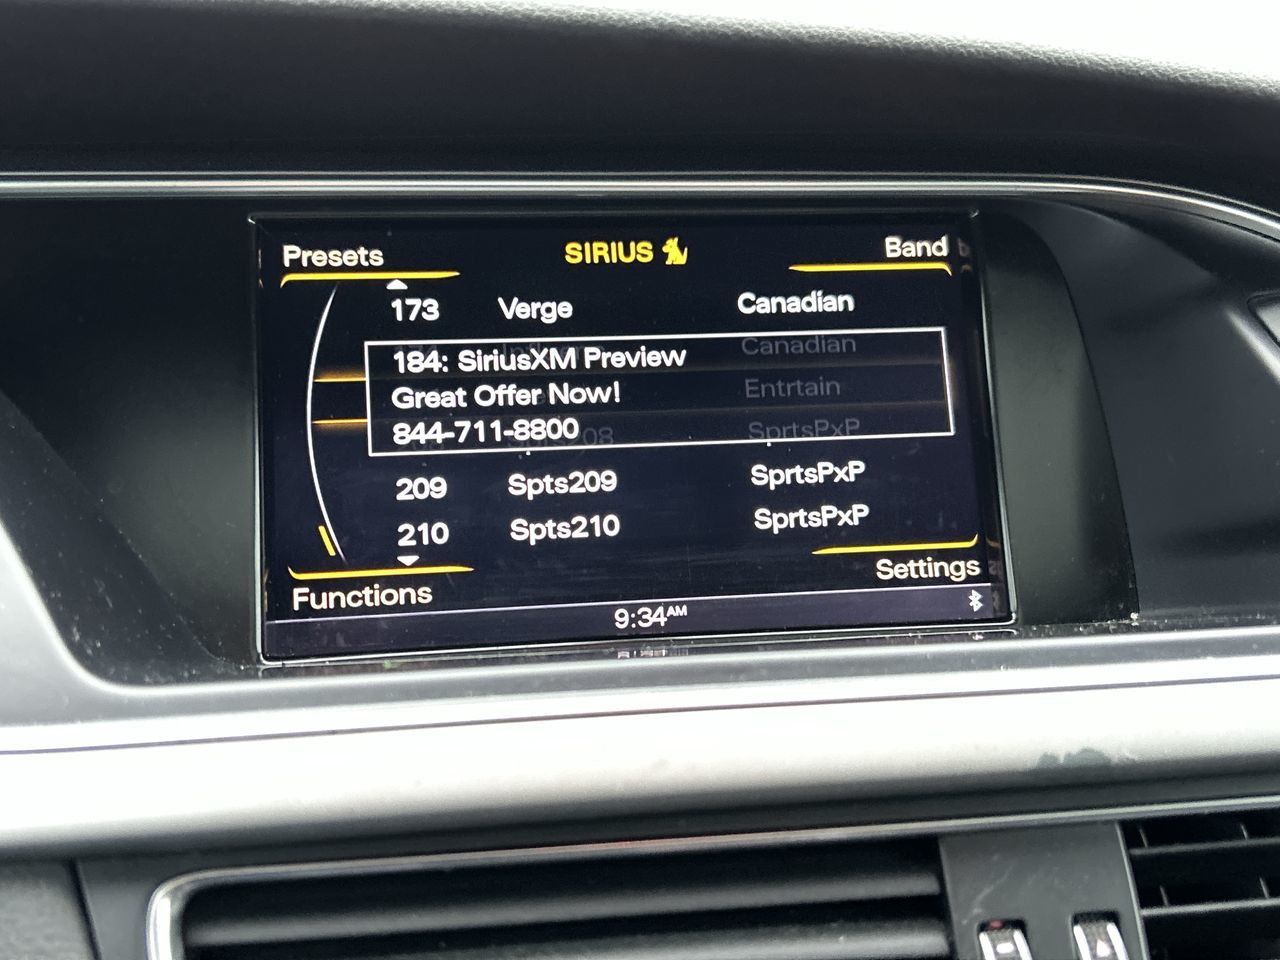 Presets SIRIUS Band
173 Verge Canadian
Canadian
184: SiriusXM Preview
Entrtain
Great Offer Now!
SprtsPxP
844-711-8800
209 Spts209 SprtsPxP
210 Spts210 SprtsPxP
Functions Settings
9:34AM